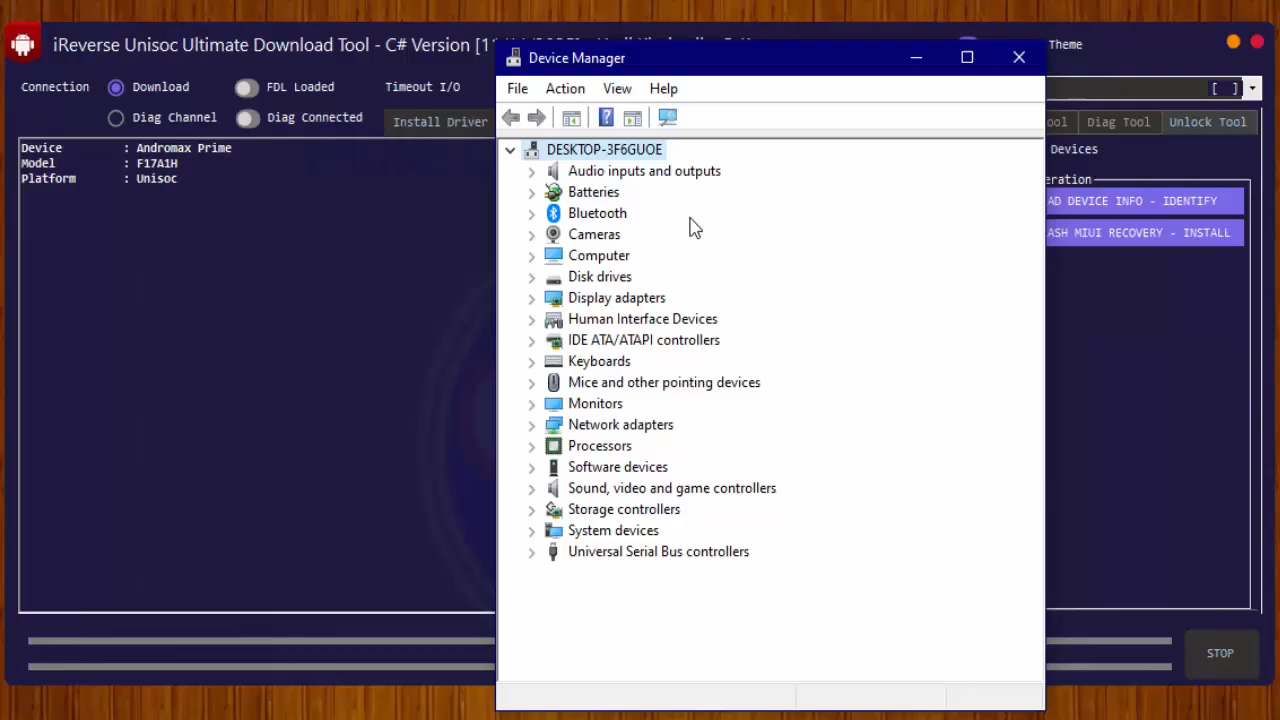 iReverse Unisoc Ultimate Download Tool - C# Version [1
Theme
Connection
Download
FDL Loaded
Timeout I/O
[ ]
Diag Channel
Diag Connected
Install Driver
ool
Diag Tool
Unlock Tool
Device : Andromax Prime
Model : F17A1H
Platform : Unisoc
Devices
eration
AD DEVICE INFO - IDENTIFY
ASH MIUI RECOVERY - INSTALL
STOP
Device Manager
File Action View Help
DESKTOP-3F6GUOE
Audio inputs and outputs
Batteries
Bluetooth
Cameras
Computer
Disk drives
Display adapters
Human Interface Devices
IDE ATA/ATAPI controllers
Keyboards
Mice and other pointing devices
Monitors
Network adapters
Processors
Software devices
Sound, video and game controllers
Storage controllers
System devices
Universal Serial Bus controllers